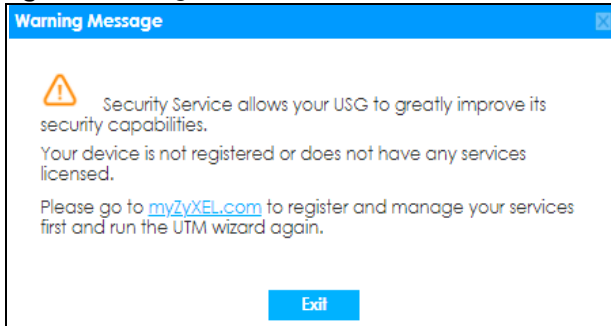 Warning Message
Security Service allows your USG to greatly improve its
security capabilities.
Your device is not registered or does not have any services
licensed.
Please go to myZyXEL.com to register and manage your services
first and run the UTM wizard again.
Exit